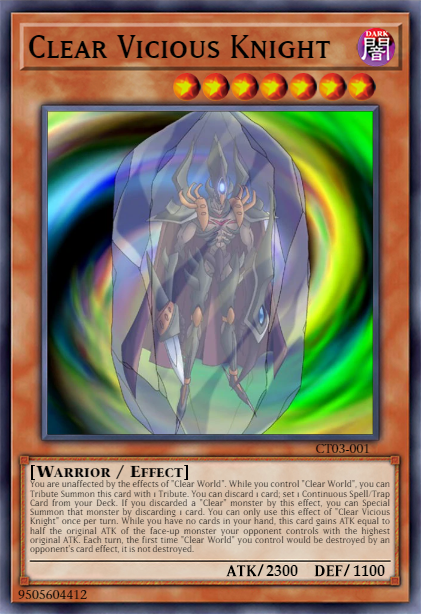 CLEAR VICIOUS KNIGHT
DARK
闇
CT03-001
[WARRIOR / EFFECT]
You are unaffected by the effects of "Clear World". While you control "Clear World", you can
Tribute Summon this card with 1 Tribute. You can discard 1 card; set 1 Continuous Spell/Trap
Card from your Deck. If you discarded a "Clear" monster by this effect, you can Special
Summon that monster by discarding 1 card. You can only use this effect of "Clear Vicious
Knight" once per turn. While you have no cards in your hand, this card gains ATK equal to
half the original ATK of the face-up monster your opponent controls with the highest
original ATK. Each turn, the first time "Clear World" you control would be destroyed by an
opponent's card effect, it is not destroyed.
ATK/2300 DEF/1100
9505604412